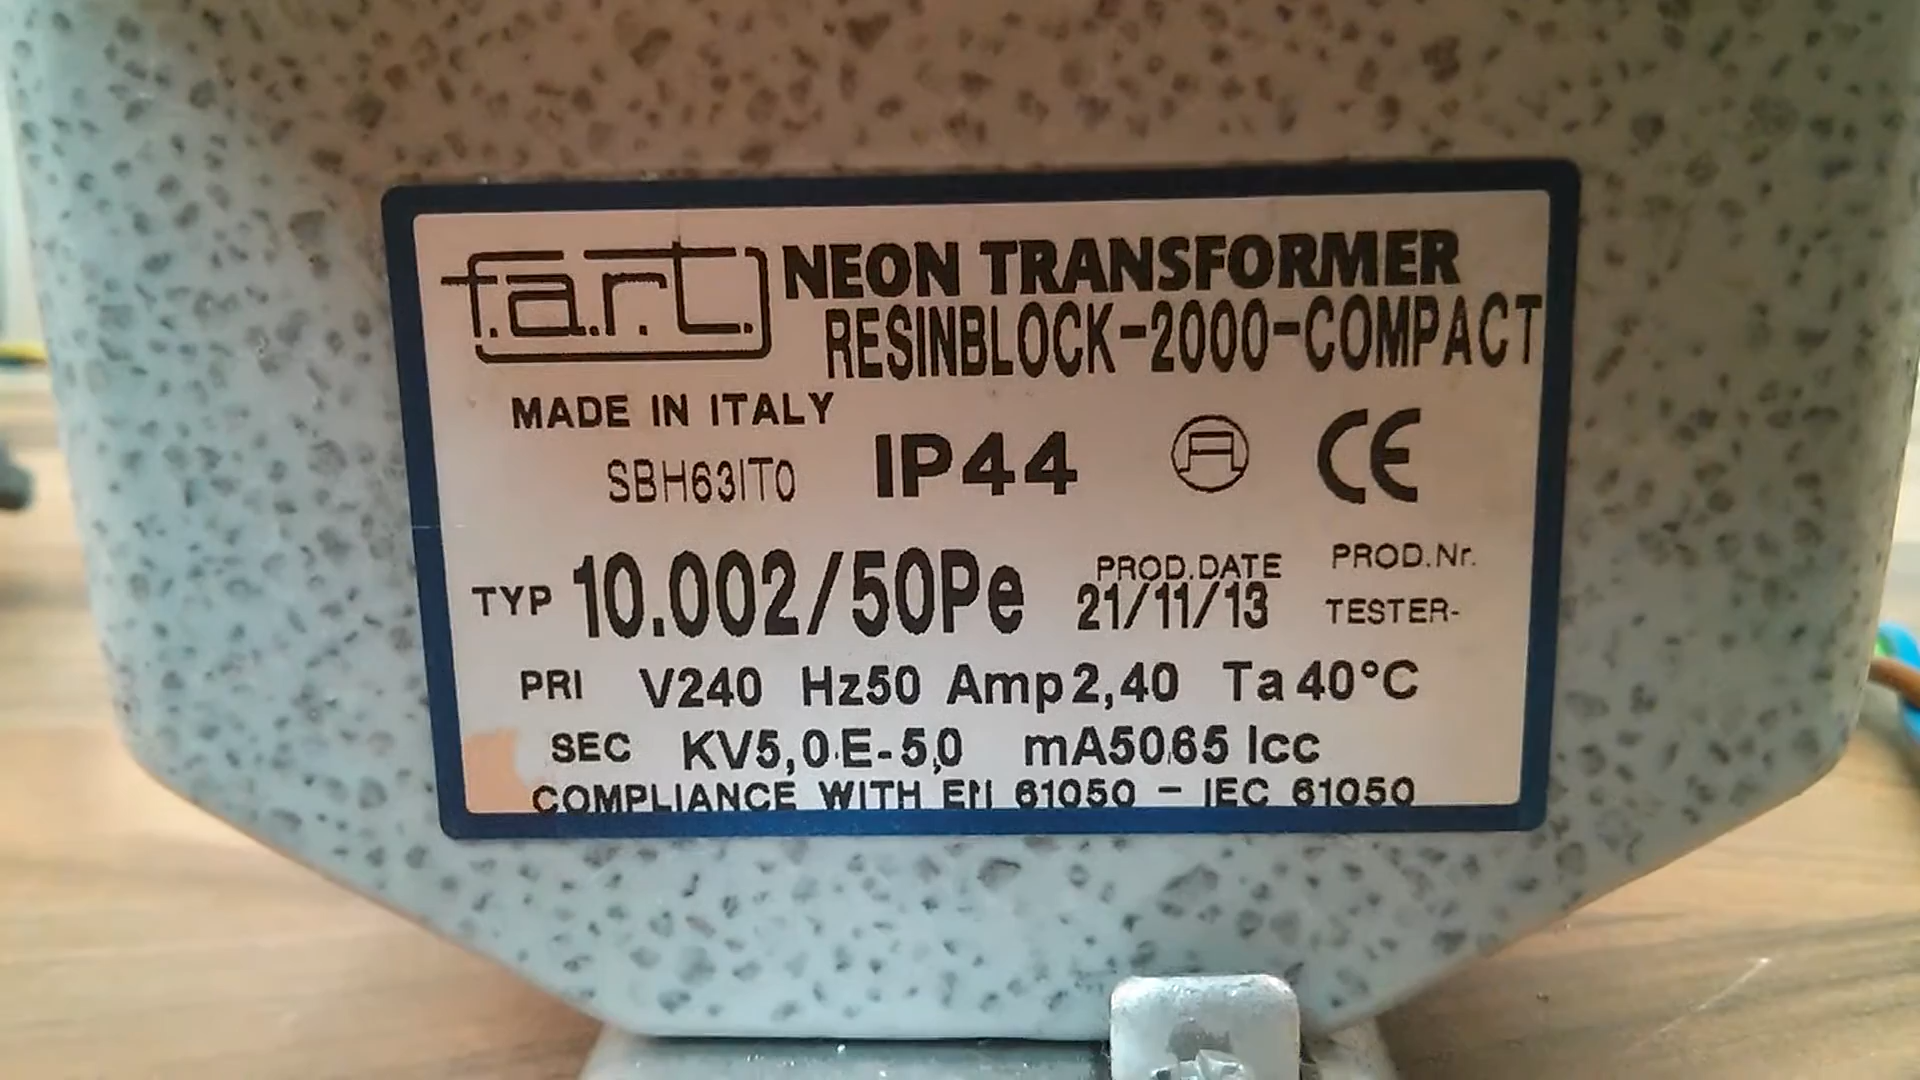 f.a.r.t. NEON TRANSFORMER
RESINBLOCK-2000-COMPACT
MADE IN ITALY
SBH63IT0 IP44 CE
TYP 10.002/50Pe PROD.DATE 21/11/13 PROD.Nr.
TESTER-
PRI V240 Hz50 Amp2,40 Ta 40°C
SEC KV5,0.E-5,0 mA50.65 Icc
COMPLIANCE WITH EN 61050 - IEC 61050